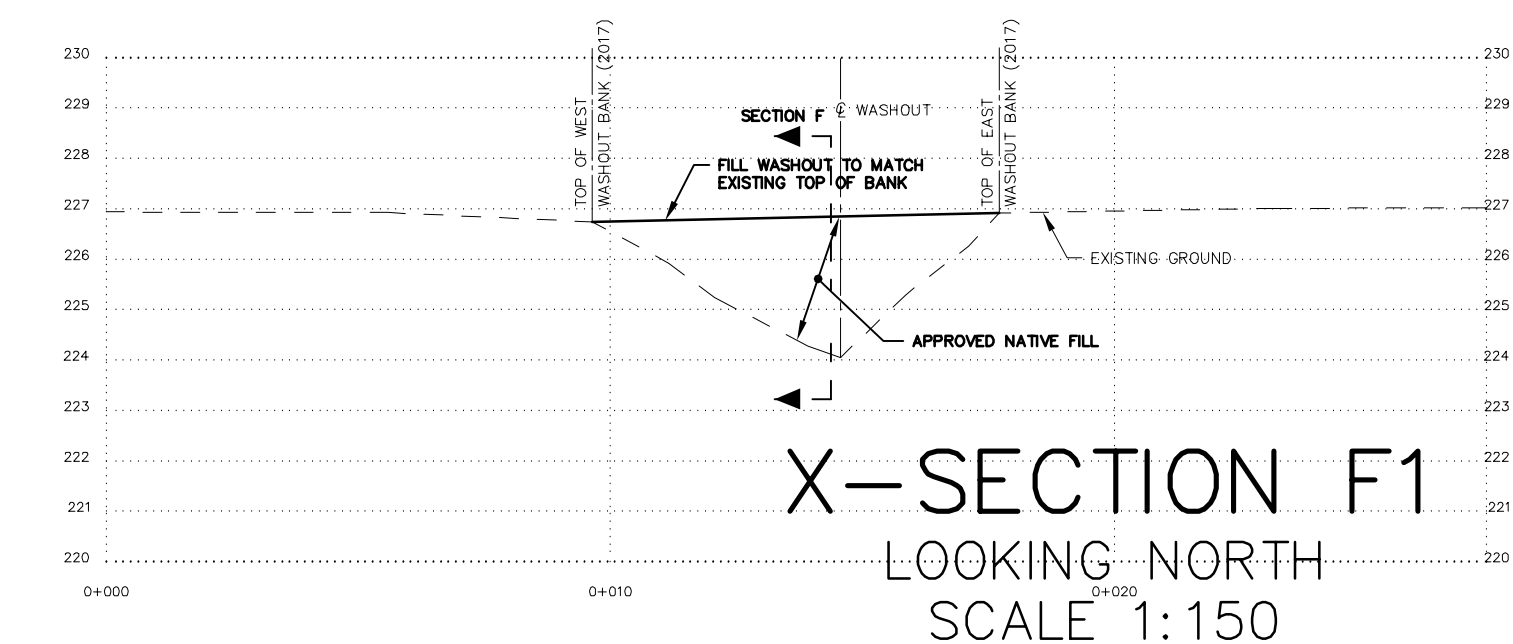 TOP OF WEST
WASHOUT BANK (2017)
TOP OF EAST
WASHOUT BANK (2017)
230 230
229 229
SECTION F ℄ WASHOUT
228 228
FILL WASHOUT TO MATCH
EXISTING TOP OF BANK
227 227
226 EXISTING GROUND 226
225 225
APPROVED NATIVE FILL
224 224
223 223
222 222
221 221
220 220
0+000 0+010 0+020
X-SECTION F1
LOOKING NORTH
SCALE 1:150